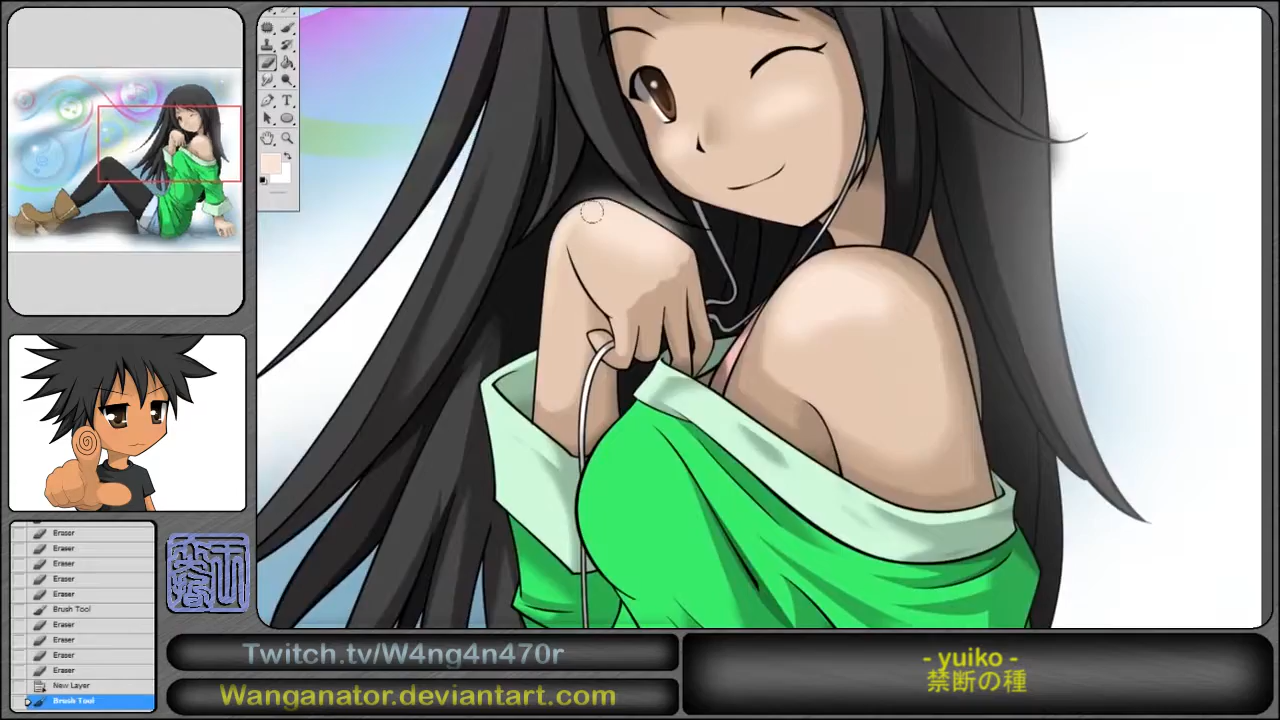 Eraser
Eraser
Eraser
Eraser
Eraser
Brush Tool
Eraser
Eraser
Eraser
Eraser
New Layer
Brush Tool
Twitch.tv/W4ng4n470r
Wanganator.deviantart.com
- yuiko -
禁断の種